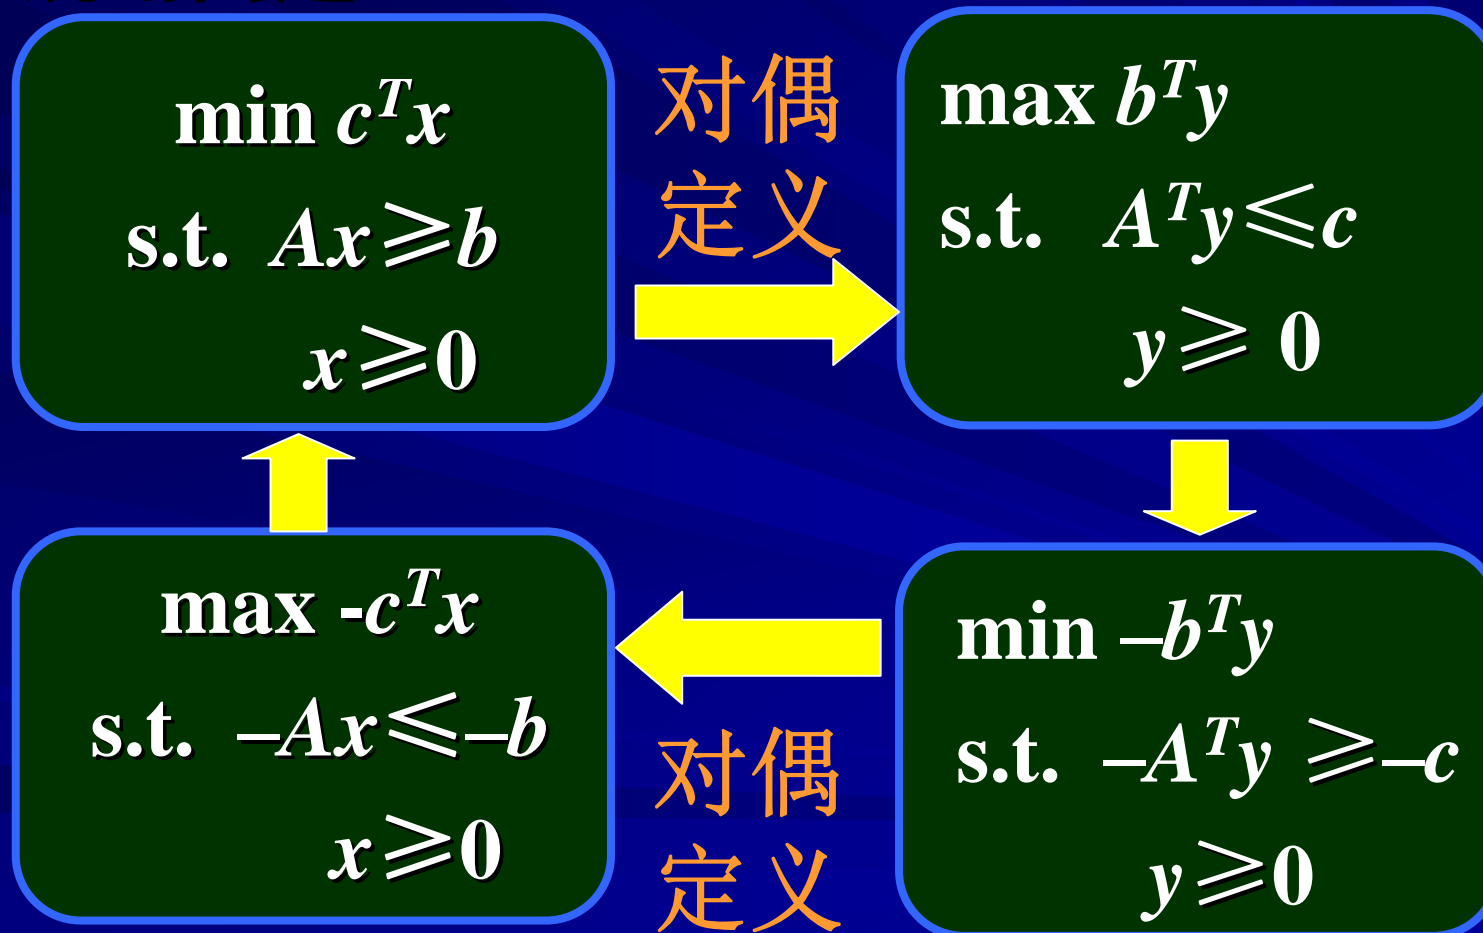 min cᵀx
s.t. Ax≥b
x≥0
对偶
定义
max bᵀy
s.t. Aᵀy≤c
y≥ 0
max -cᵀx
s.t. –Ax≤–b
x≥0
对偶
定义
min –bᵀy
s.t. –Aᵀy ≥–c
y≥0